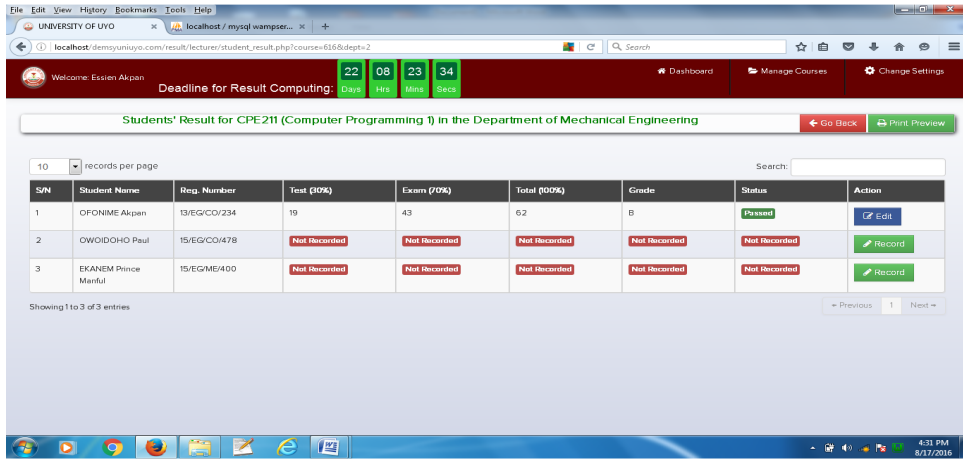 File Edit View History Bookmarks Tools Help
UNIVERSITY OF UYO × localhost / mysql wampser... × +
localhost/demsyuniuyo.com/result/lecturer/student_result.php?course=616&dept=2 Search
Welcome: Essien Akpan
Deadline for Result Computing: 22 Days 08 Hrs 23 Mins 34 Secs
Dashboard Manage Courses Change Settings
Students' Result for CPE211 (Computer Programming 1) in the Department of Mechanical Engineering Go Back Print Preview
10 records per page Search:
S/N Student Name Reg. Number Test (30%) Exam (70%) Total (100%) Grade Status Action
1 OFONIME Akpan 13/EG/CO/234 19 43 62 B Passed Edit
2 OWOIDOHO Paul 15/EG/CO/478 Not Recorded Not Recorded Not Recorded Not Recorded Not Recorded Record
3 EKANEM Prince Manful 15/EG/ME/400 Not Recorded Not Recorded Not Recorded Not Recorded Not Recorded Record
Showing 1 to 3 of 3 entries ← Previous 1 Next →
4:31 PM
8/17/2016